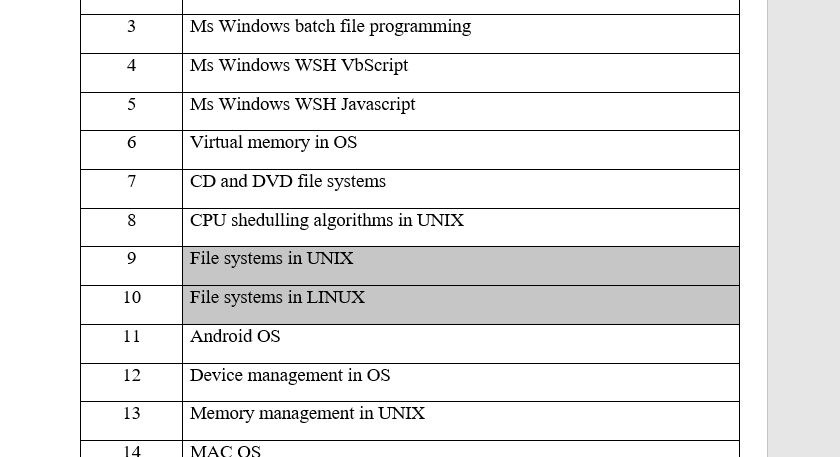 3 Ms Windows batch file programming
4 Ms Windows WSH VbScript
5 Ms Windows WSH Javascript
6 Virtual memory in OS
7 CD and DVD file systems
8 CPU shedulling algorithms in UNIX
9 File systems in UNIX
10 File systems in LINUX
11 Android OS
12 Device management in OS
13 Memory management in UNIX
14 MAC OS